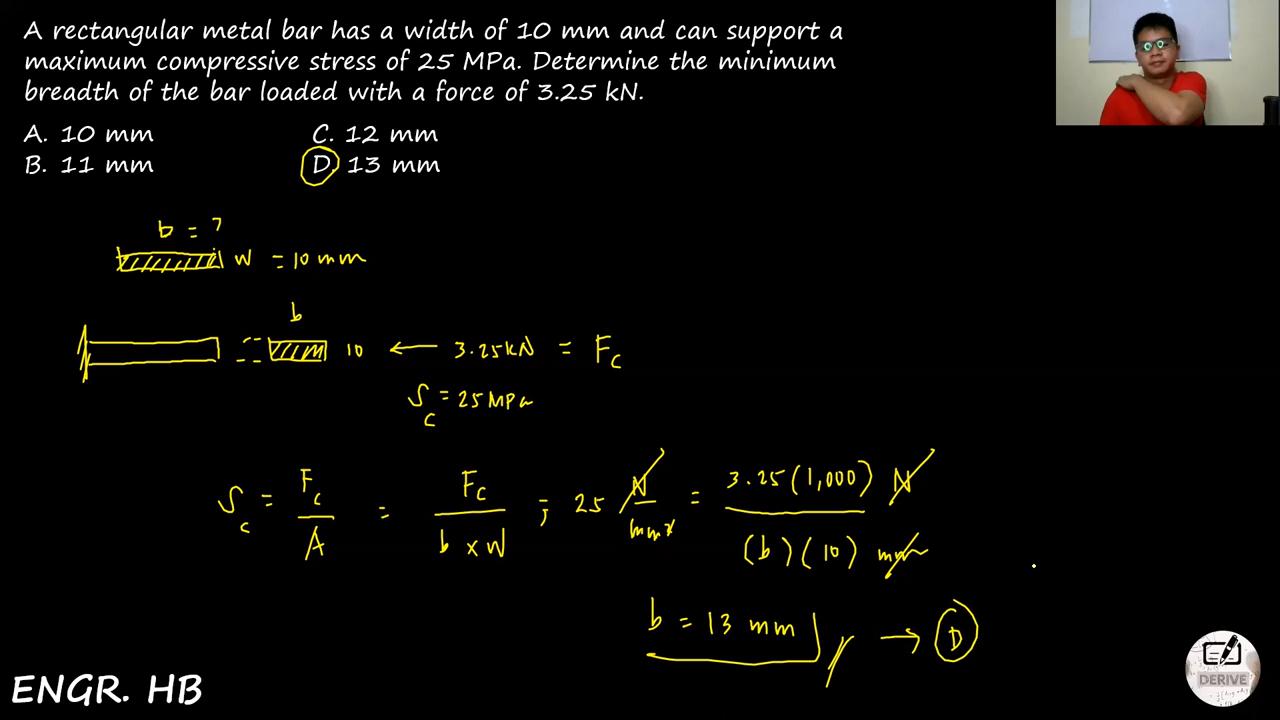 A rectangular metal bar has a width of 10 mm and can support a
maximum compressive stress of 25 MPa. Determine the minimum
breadth of the bar loaded with a force of 3.25 kN.
A. 10 mm C. 12 mm
B. 11 mm D. 13 mm
b = ?
W = 10 mm
b
10 ← 3.25 kN = Fc
Sc = 25 MPa
Sc = Fc / A = Fc / b x W ; 25 N / mm² = 3.25 (1,000) N / (b) (10) mm
b = 13 mm → D
ENGR. HB
DERIVE